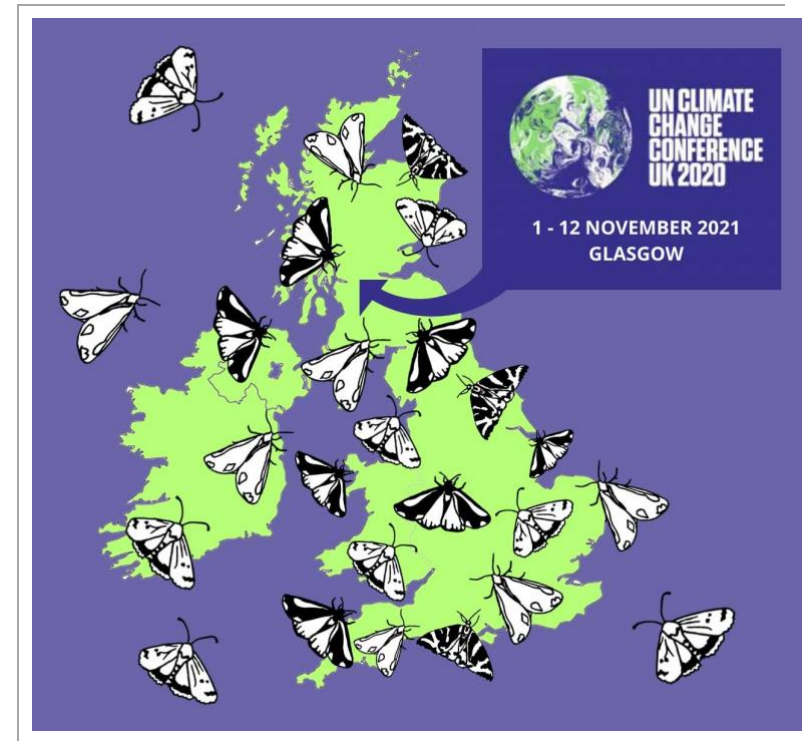 UN CLIMATE
CHANGE
CONFERENCE
UK 2020
1 - 12 NOVEMBER 2021
GLASGOW